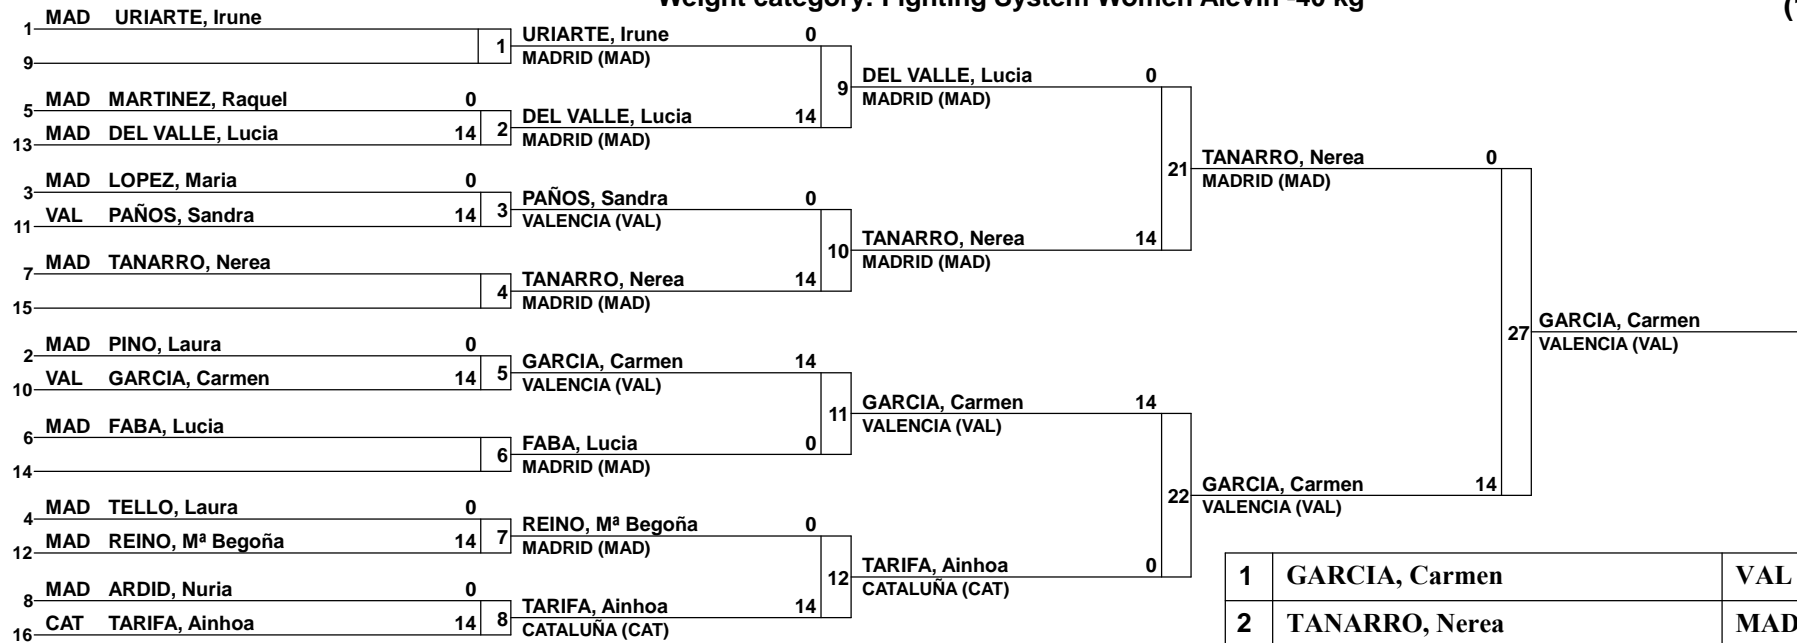 Weight category: Fighting System Women Alevin -40 kg
(
1 MAD URIARTE, Irune
9
1 URIARTE, Irune 0
MADRID (MAD)
5 MAD MARTINEZ, Raquel 0
13 MAD DEL VALLE, Lucia 14
2 DEL VALLE, Lucia 14
MADRID (MAD)
9 DEL VALLE, Lucia 0
MADRID (MAD)
3 MAD LOPEZ, Maria 0
11 VAL PAÑOS, Sandra 14
3 PAÑOS, Sandra 0
VALENCIA (VAL)
7 MAD TANARRO, Nerea
15
4 TANARRO, Nerea 14
MADRID (MAD)
10 TANARRO, Nerea 14
MADRID (MAD)
21 TANARRO, Nerea 0
MADRID (MAD)
2 MAD PINO, Laura 0
10 VAL GARCIA, Carmen 14
5 GARCIA, Carmen 14
VALENCIA (VAL)
6 MAD FABA, Lucia
14
6 FABA, Lucia 0
MADRID (MAD)
11 GARCIA, Carmen 14
VALENCIA (VAL)
4 MAD TELLO, Laura 0
12 MAD REINO, Mª Begoña 14
7 REINO, Mª Begoña 0
MADRID (MAD)
8 MAD ARDID, Nuria 0
16 CAT TARIFA, Ainhoa 14
8 TARIFA, Ainhoa 14
CATALUÑA (CAT)
12 TARIFA, Ainhoa 0
CATALUÑA (CAT)
22 GARCIA, Carmen 14
VALENCIA (VAL)
27 GARCIA, Carmen
VALENCIA (VAL)
1 GARCIA, Carmen VAL
2 TANARRO, Nerea MAD